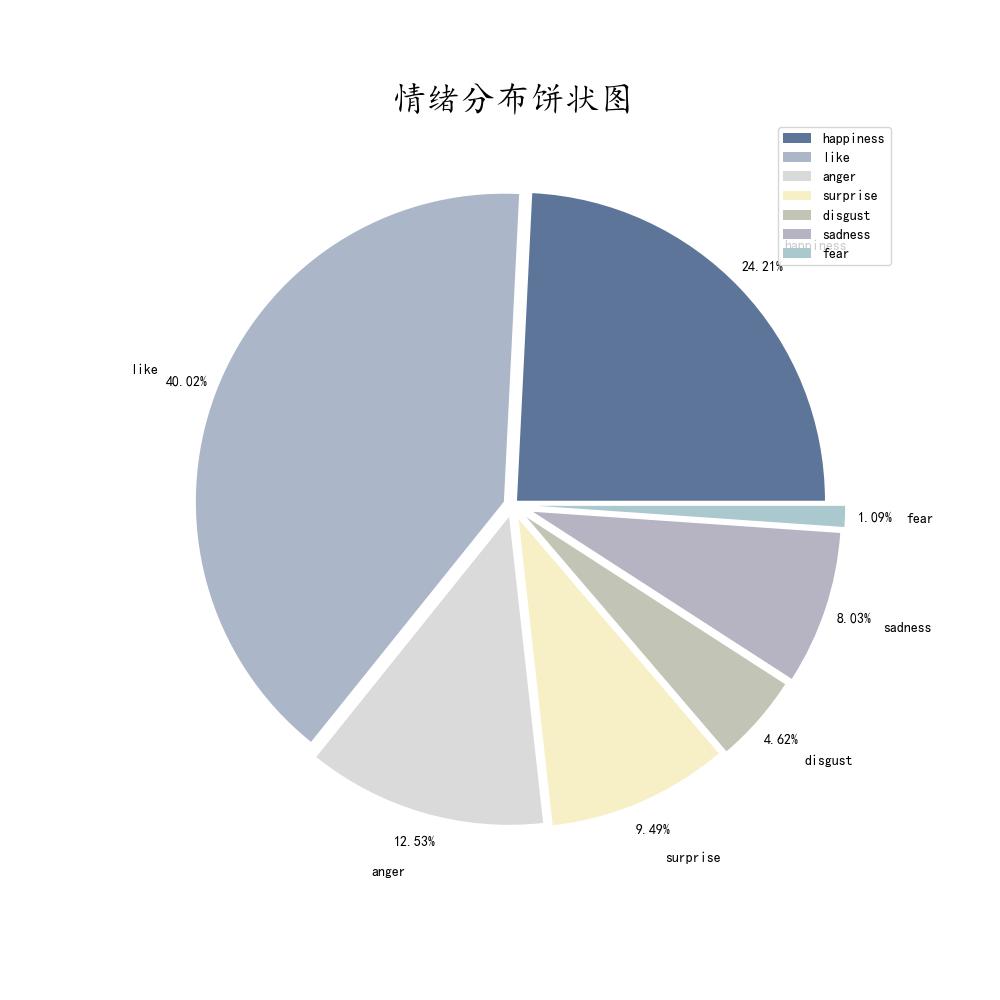 情绪分布饼状图
happiness
like
anger
surprise
disgust
sadness
fear
happiness
24.21%
like
40.02%
1.09%
fear
8.03%
sadness
4.62%
disgust
9.49%
surprise
12.53%
anger